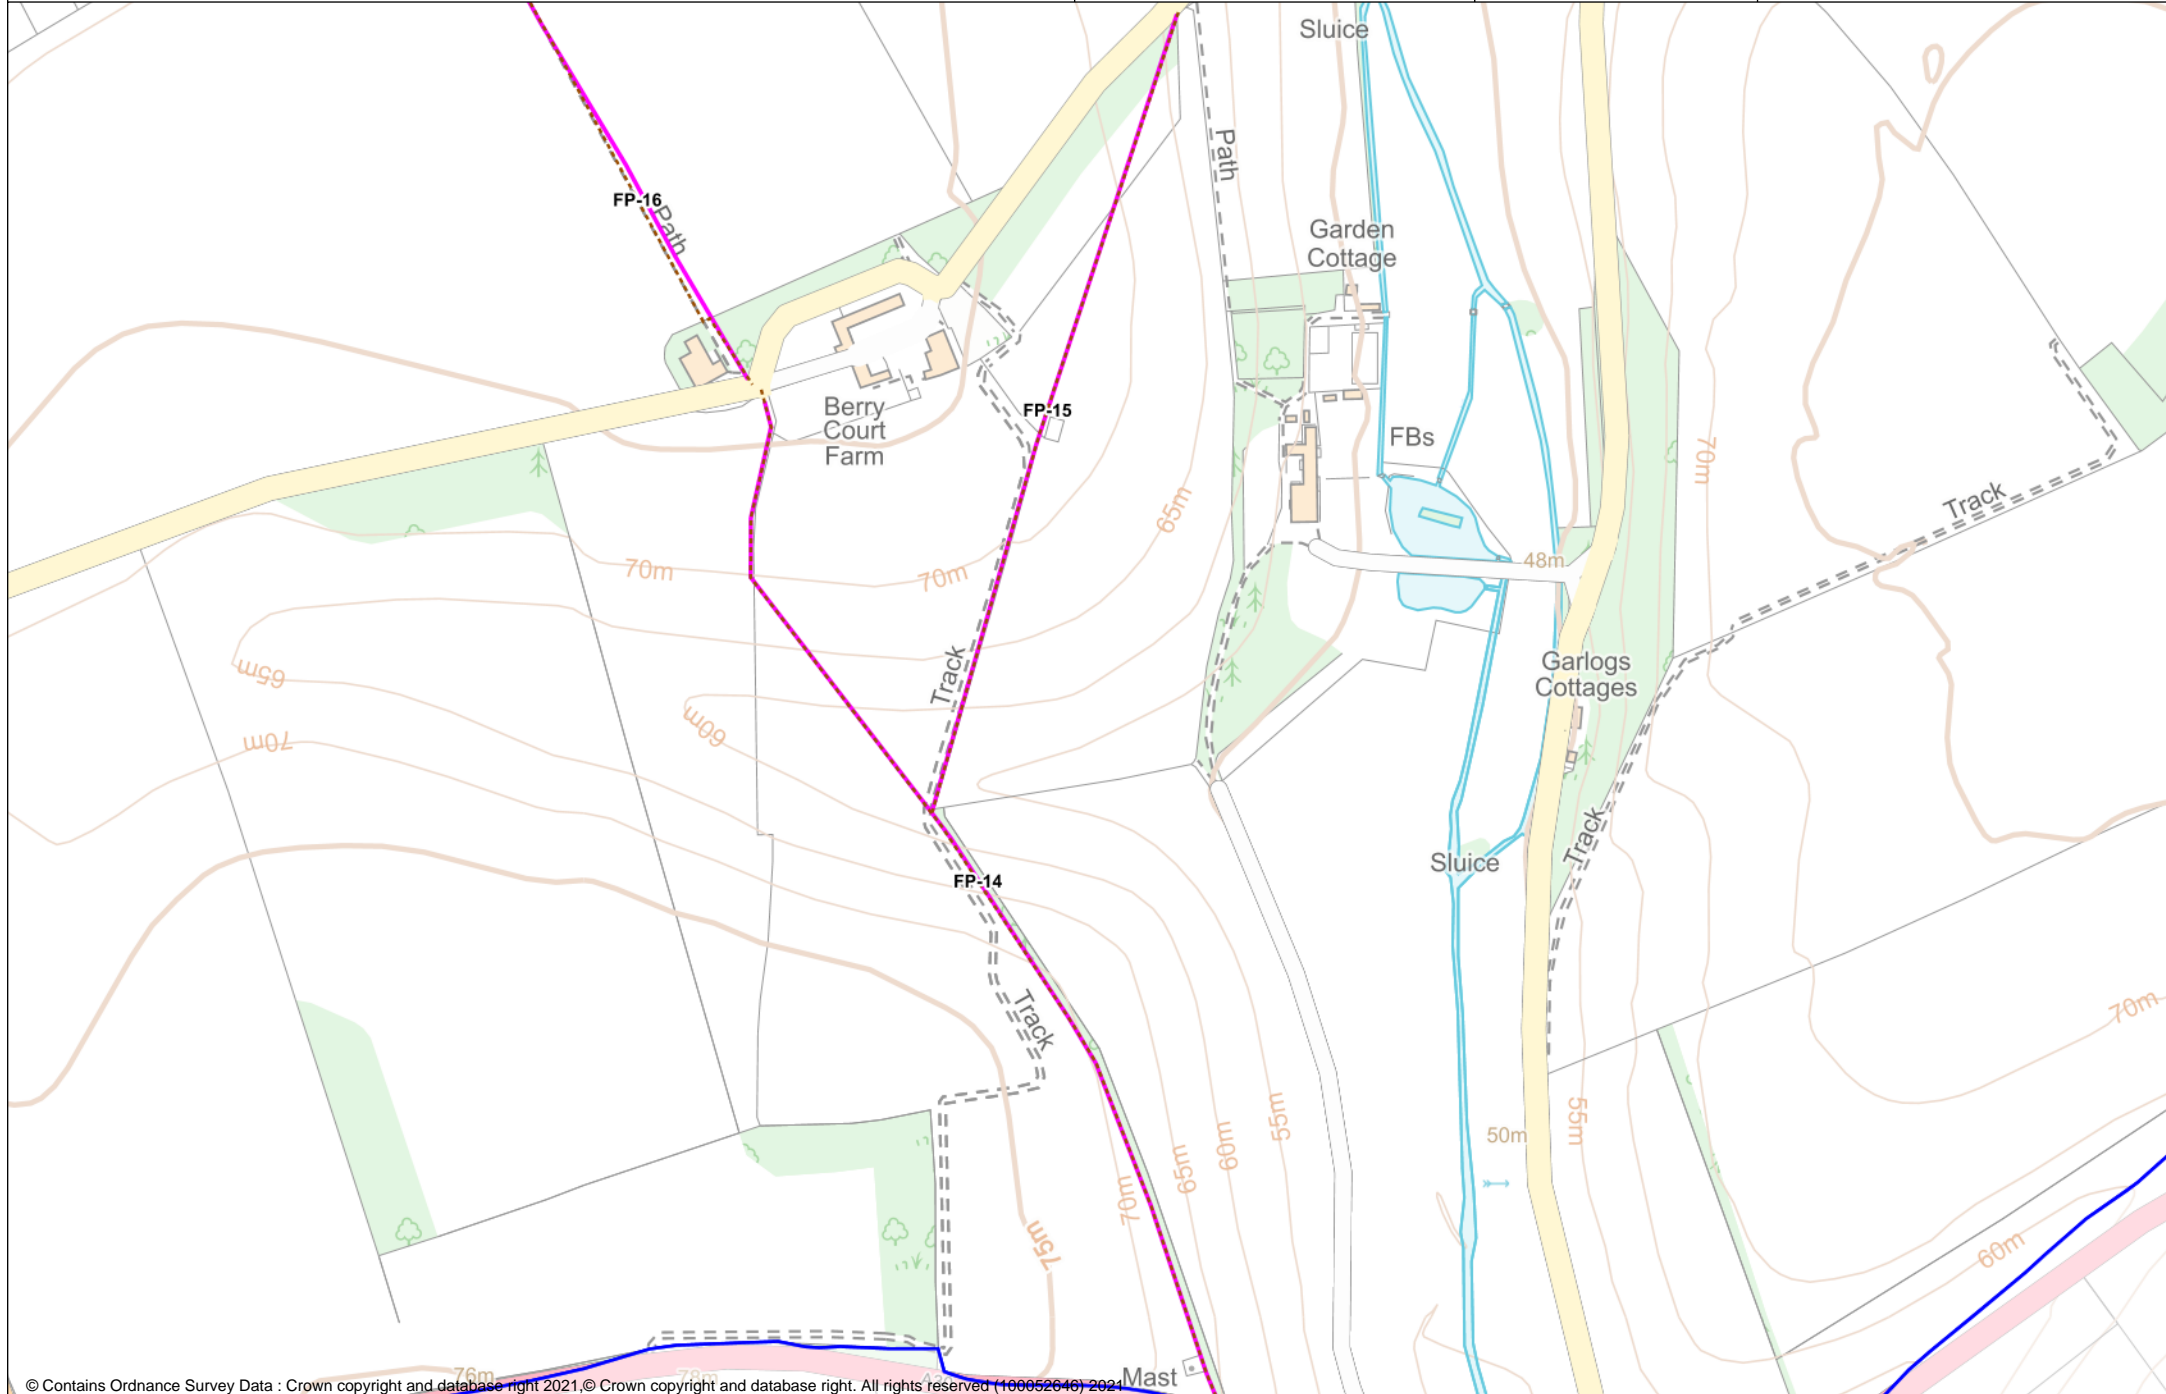 Sluice
Path
FP-16
Path
Garden
Cottage
FP-15
Berry
Court
Farm
FBs
70m
65m
Track
70m
70m
48m
65m
Track
Garlogs
Cottages
60m
70m
Track
Sluice
FP-14
Track
70m
55m
60m
55m
50m
65m
70m
75m
60m
76m
78m
Mast
© Contains Ordnance Survey Data : Crown copyright and database right 2021,© Crown copyright and database right. All rights reserved (100052646) 2021